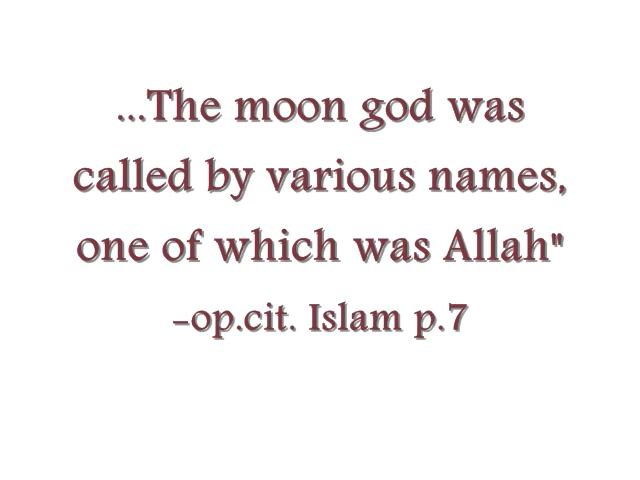 ...The moon god was
called by various names,
one of which was Allah"
-op.cit. Islam p.7